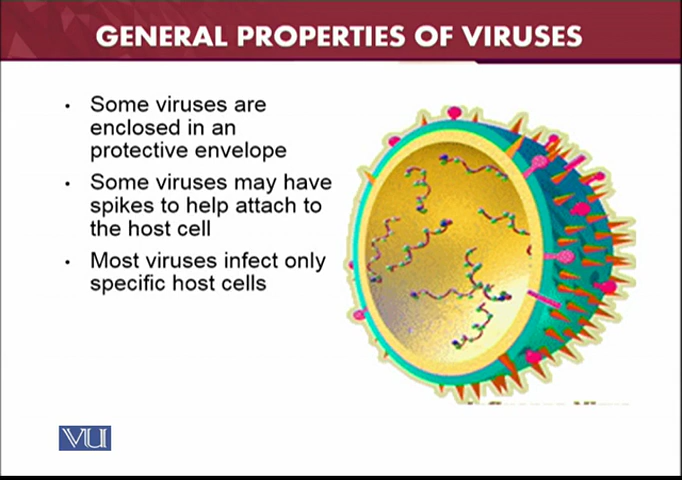 GENERAL PROPERTIES OF VIRUSES
• Some viruses are
enclosed in an
protective envelope
• Some viruses may have
spikes to help attach to
the host cell
• Most viruses infect only
specific host cells
VU